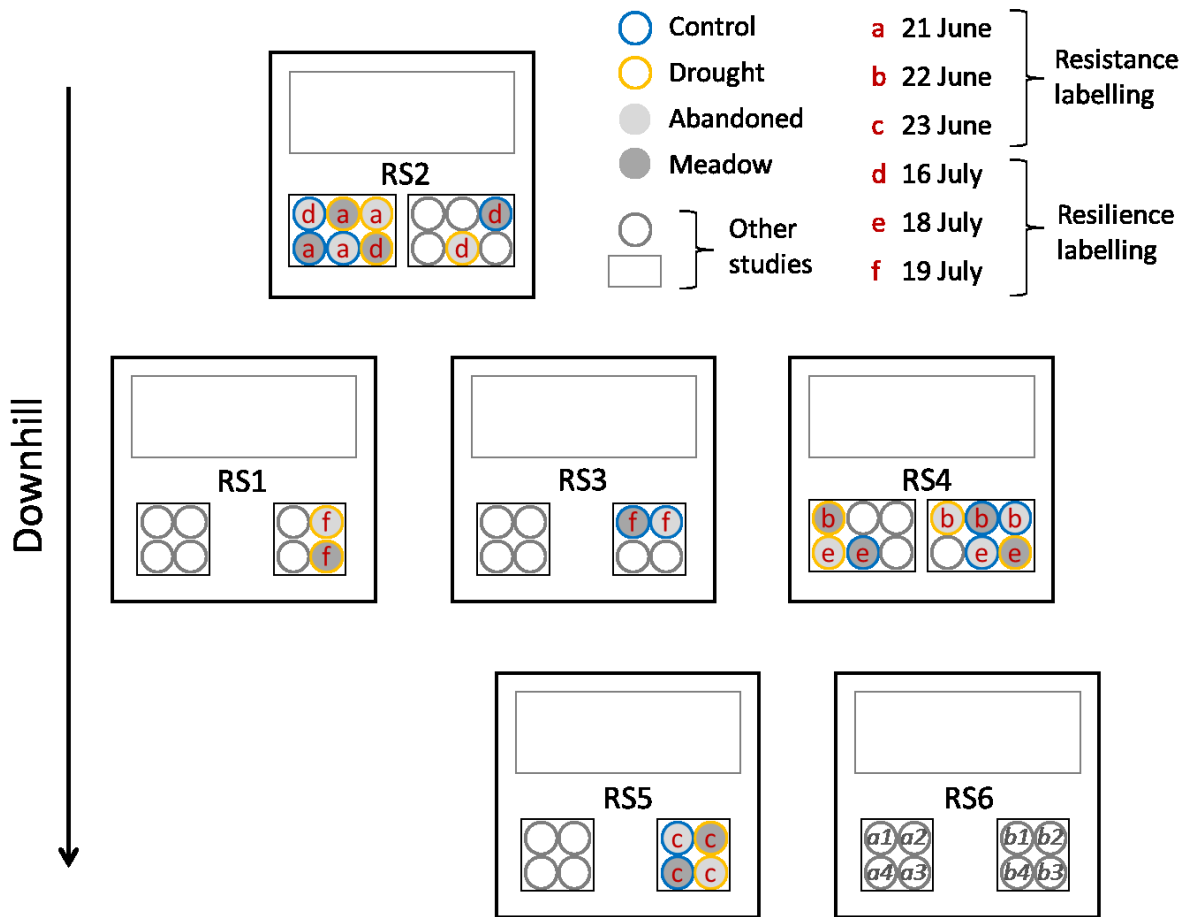 Control
Drought
Abandoned
Meadow
Other
studies
a 21 June
b 22 June
c 23 June
Resistance
labelling
d 16 July
e 18 July
f 19 July
Resilience
labelling
Downhill
RS2
d a a d
a a d d
RS1
f
f
RS3
f f
RS4
b b b b
e e e e
RS5
c c
c c
RS6
a1 a2 b1 b2
a4 a3 b4 b3